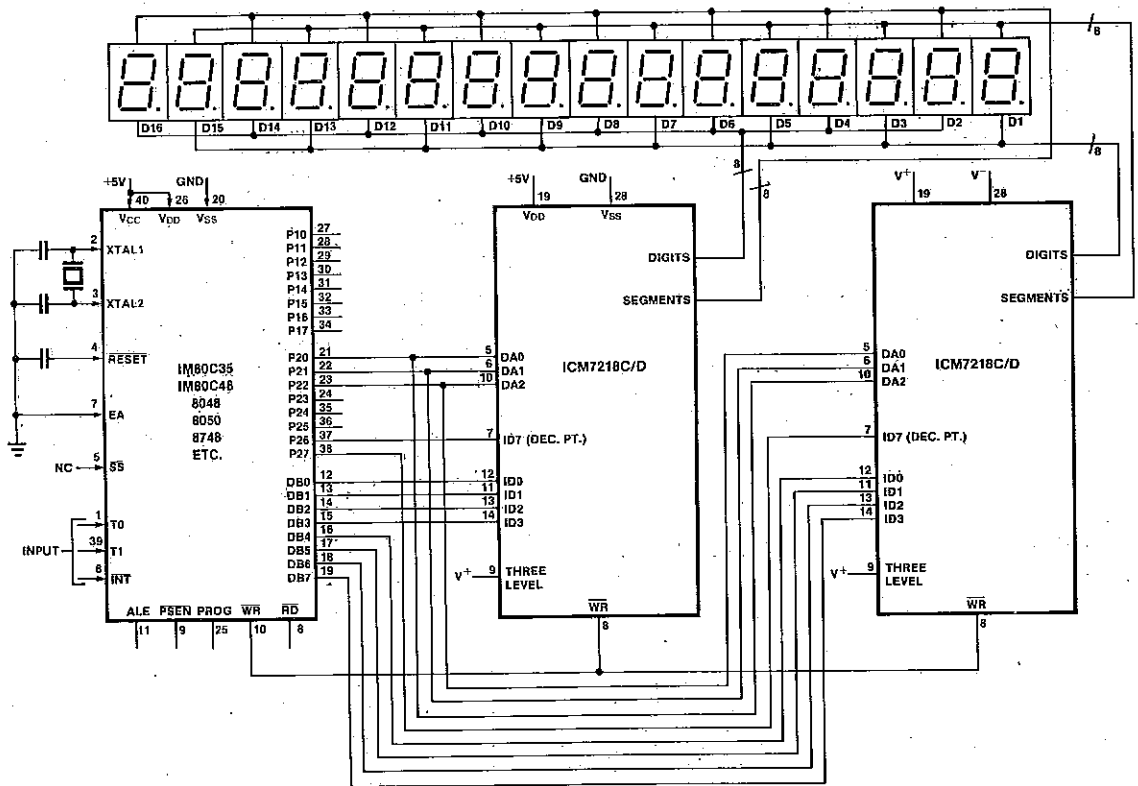 8
D16 D15 D14 D13 D12 D11 D10 D9 D8 D7 D6 D5 D4 D3 D2 D1
8
8
8
+5V GND
40 26 20
VCC VDD VSS
2 XTAL1
3 XTAL2
4 RESET
7 EA
NC 5 SS
INPUT
1 T0
39 T1
6 INT
IM80C35
IM80C48
8048
8050
8748
ETC.
P10 27
P11 28
P12 29
P13 30
P14 31
P15 32
P16 33
P17 34
P20 21
P21 22
P22 23
P23 24
P24 35
P25 36
P26 37
P27 38
DB0 12
DB1 13
DB2 14
DB3 15
DB4 16
DB5 17
DB6 18
DB7 19
ALE PSEN PROG WR RD
11 9 25 10 8
+5V GND
19 28
VDD VSS
DIGITS
SEGMENTS
5 DA0
6 DA1
10 DA2
ICM7218C/D
7 ID7 (DEC. PT.)
12 ID0
11 ID1
13 ID2
14 ID3
V+ 9 THREE
LEVEL
WR
8
V+ V-
19 28
DIGITS
SEGMENTS
5 DA0
6 DA1
10 DA2
ICM7218C/D
7 ID7 (DEC. PT.)
12 ID0
11 ID1
13 ID2
14 ID3
V+ 9 THREE
LEVEL
WR
8